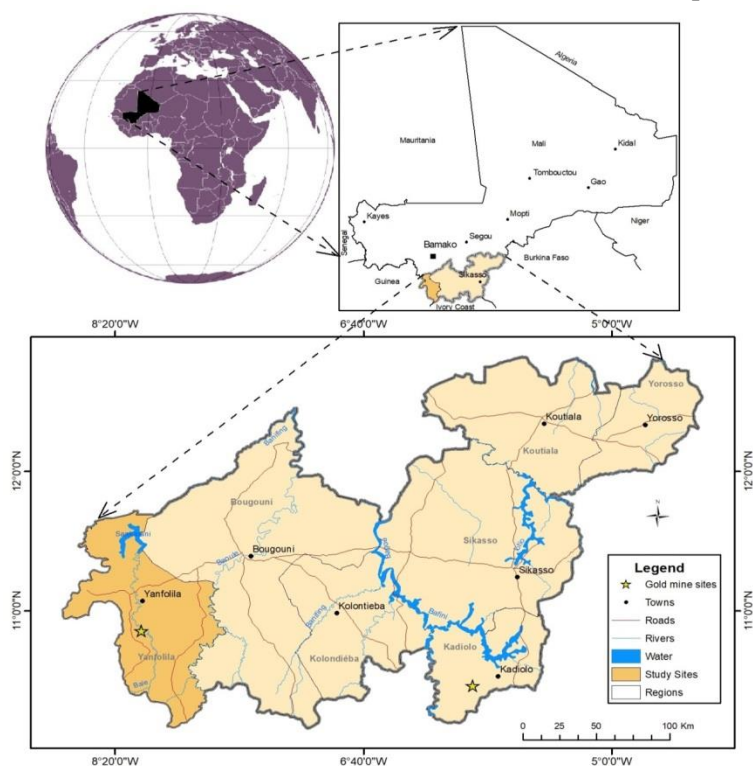 Algeria
Mauritania
Mali
Kidal
Tombouctou
Gao
Kayes
Mopti
Niger
Segou
Senegal
Bamako
Burkina Faso
Guinea
Sikasso
Ivory Coast
8°20'0"W 6°40'0"W 5°0'0"W
Yorosso
Koutiala
Yorosso
Koutiala
Banifing
12°0'0"N 12°0'0"N
Bougouni
Sikasso
Bougouni
Baoule
Sikasso
Yanfolila
Kolontieba
Banifing
11°0'0"N 11°0'0"N
Yanfolila
Kolondiéba
Kadiolo
Kadiolo
N
Legend
Gold mine sites
Towns
Roads
Rivers
Water
Study Sites
Regions
0 25 50 100 Km
8°20'0"W 6°40'0"W 5°0'0"W